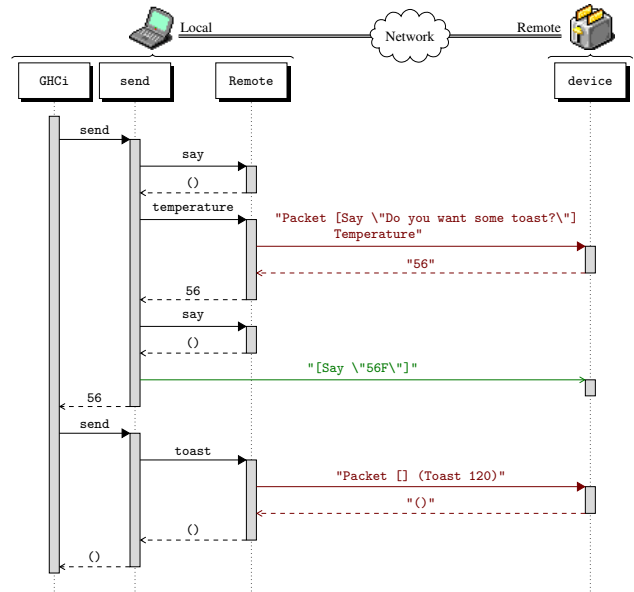 Local
Network
Remote
GHCi
send
Remote
device
send
say
()
temperature
"Packet [Say \"Do you want some toast?\"]
Temperature"
"56"
56
say
()
"[Say \"56F\"]"
56
send
toast
"Packet [] (Toast 120)"
"()"
()
()